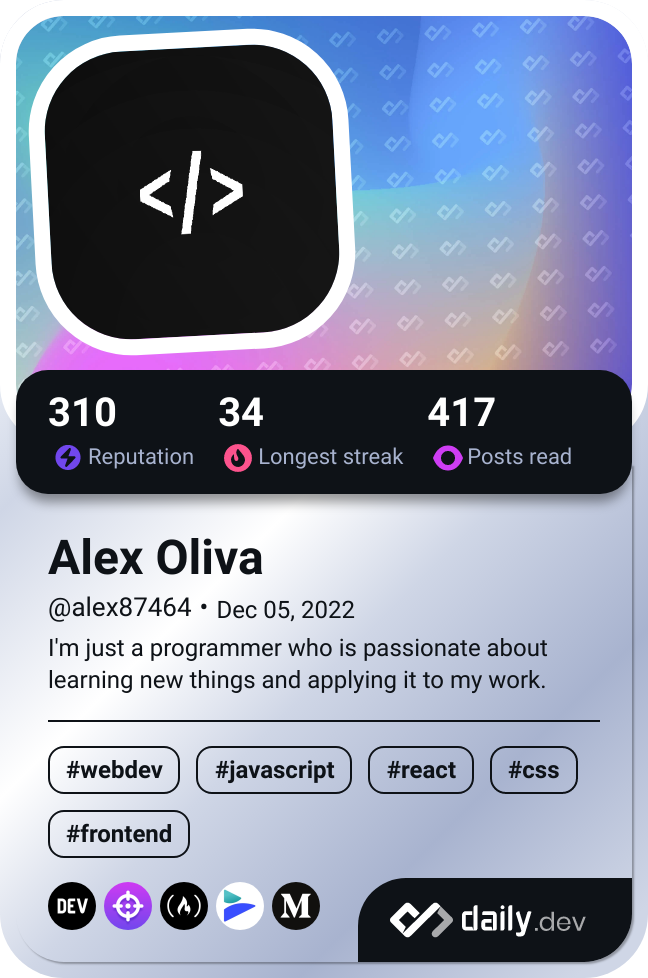 </>
310 34 417
Reputation Longest streak Posts read
Alex Oliva
@alex87464 • Dec 05, 2022
I'm just a programmer who is passionate about
learning new things and applying it to my work.
#webdev #javascript #react #css
#frontend
DEV M daily.dev